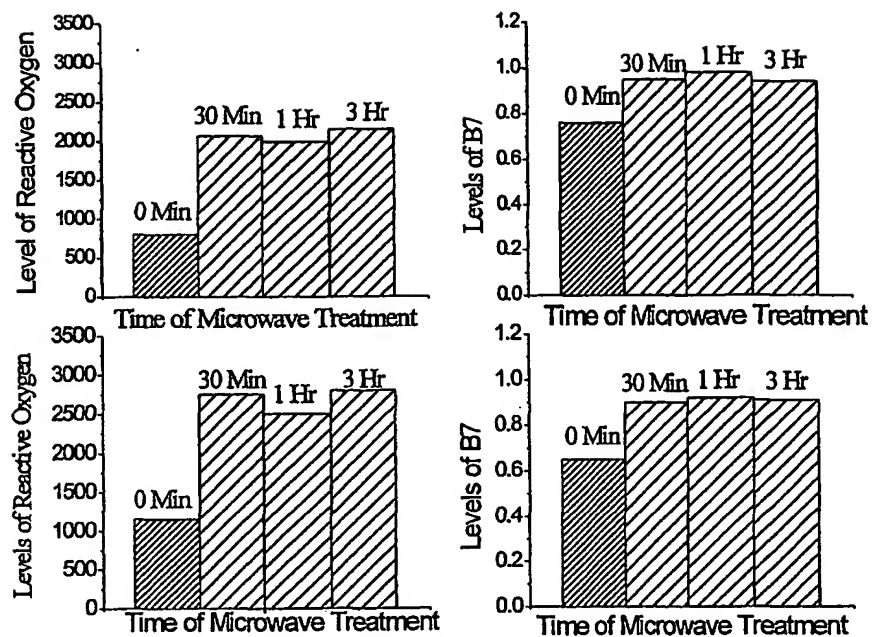 Level of Reactive Oxygen
3500
3000
2500
2000
1500
1000
500
0
0 Min
30 Min
1 Hr
3 Hr
Time of Microwave Treatment
Levels of B7
1.2
1.0
0.8
0.6
0.4
0.2
0.0
0 Min
30 Min
1 Hr
3 Hr
Time of Microwave Treatment
Levels of Reactive Oxygen
3500
3000
2500
2000
1500
1000
500
0
0 Min
30 Min
1 Hr
3 Hr
Time of Microwave Treatment
Levels of B7
1.2
1.0
0.8
0.6
0.4
0.2
0.0
0 Min
30 Min
1 Hr
3 Hr
Time of Microwave Treatment